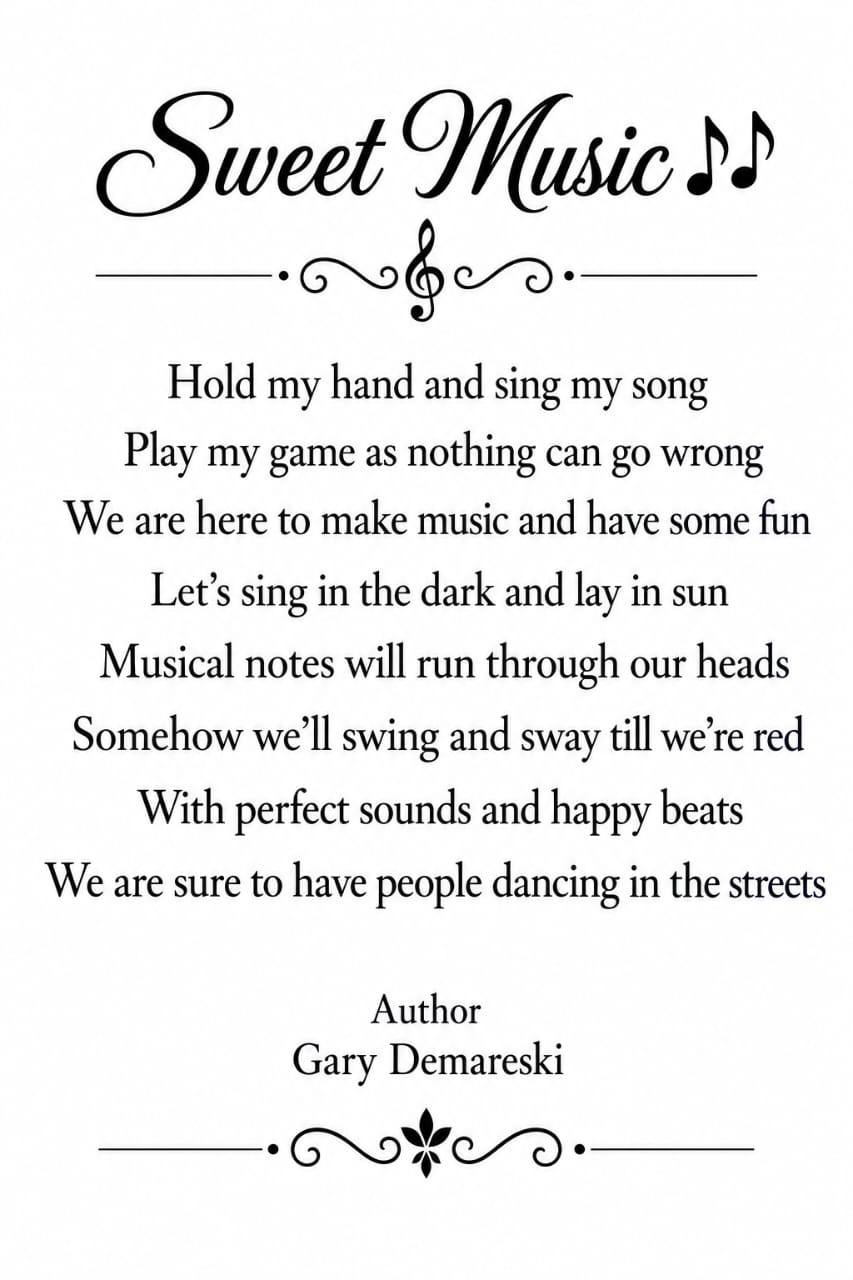 Sweet Music
Hold my hand and sing my song
Play my game as nothing can go wrong
We are here to make music and have some fun
Let’s sing in the dark and lay in sun
Musical notes will run through our heads
Somehow we’ll swing and sway till we’re red
With perfect sounds and happy beats
We are sure to have people dancing in the streets
Author
Gary Demareski